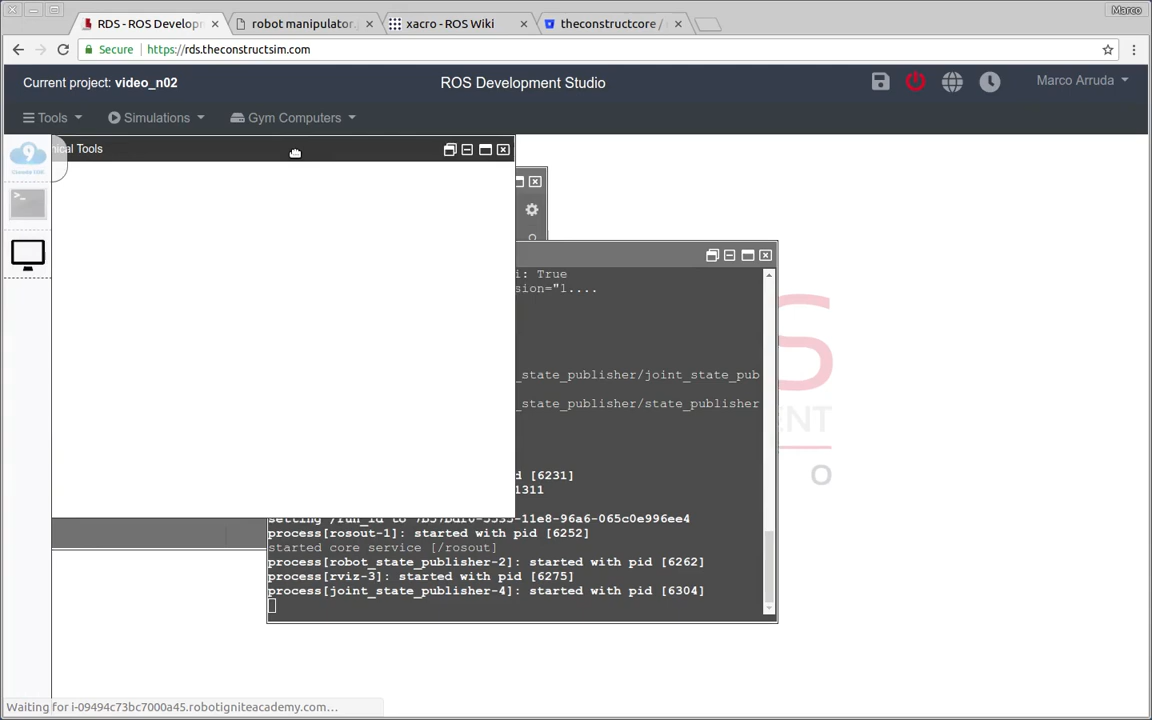 Marco
RDS - ROS Develop
robot manipulator.
xacro - ROS Wiki
theconstructcore /
Secure
https://rds.theconstructsim.com
Current project: video_n02
ROS Development Studio
Marco Arruda
Tools
Simulations
Gym Computers
ical Tools
>_
i: True
sion="1....
_state_publisher/joint_state_pub
_state_publisher/state_publisher
ENT
O
d [6231]
1311
process[rosout-1]: started with pid [6252]
started core service [/rosout]
process[robot_state_publisher-2]: started with pid [6262]
process[rviz-3]: started with pid [6275]
process[joint_state_publisher-4]: started with pid [6304]
Waiting for i-09494c73bc7000a45.robotigniteacademy.com...